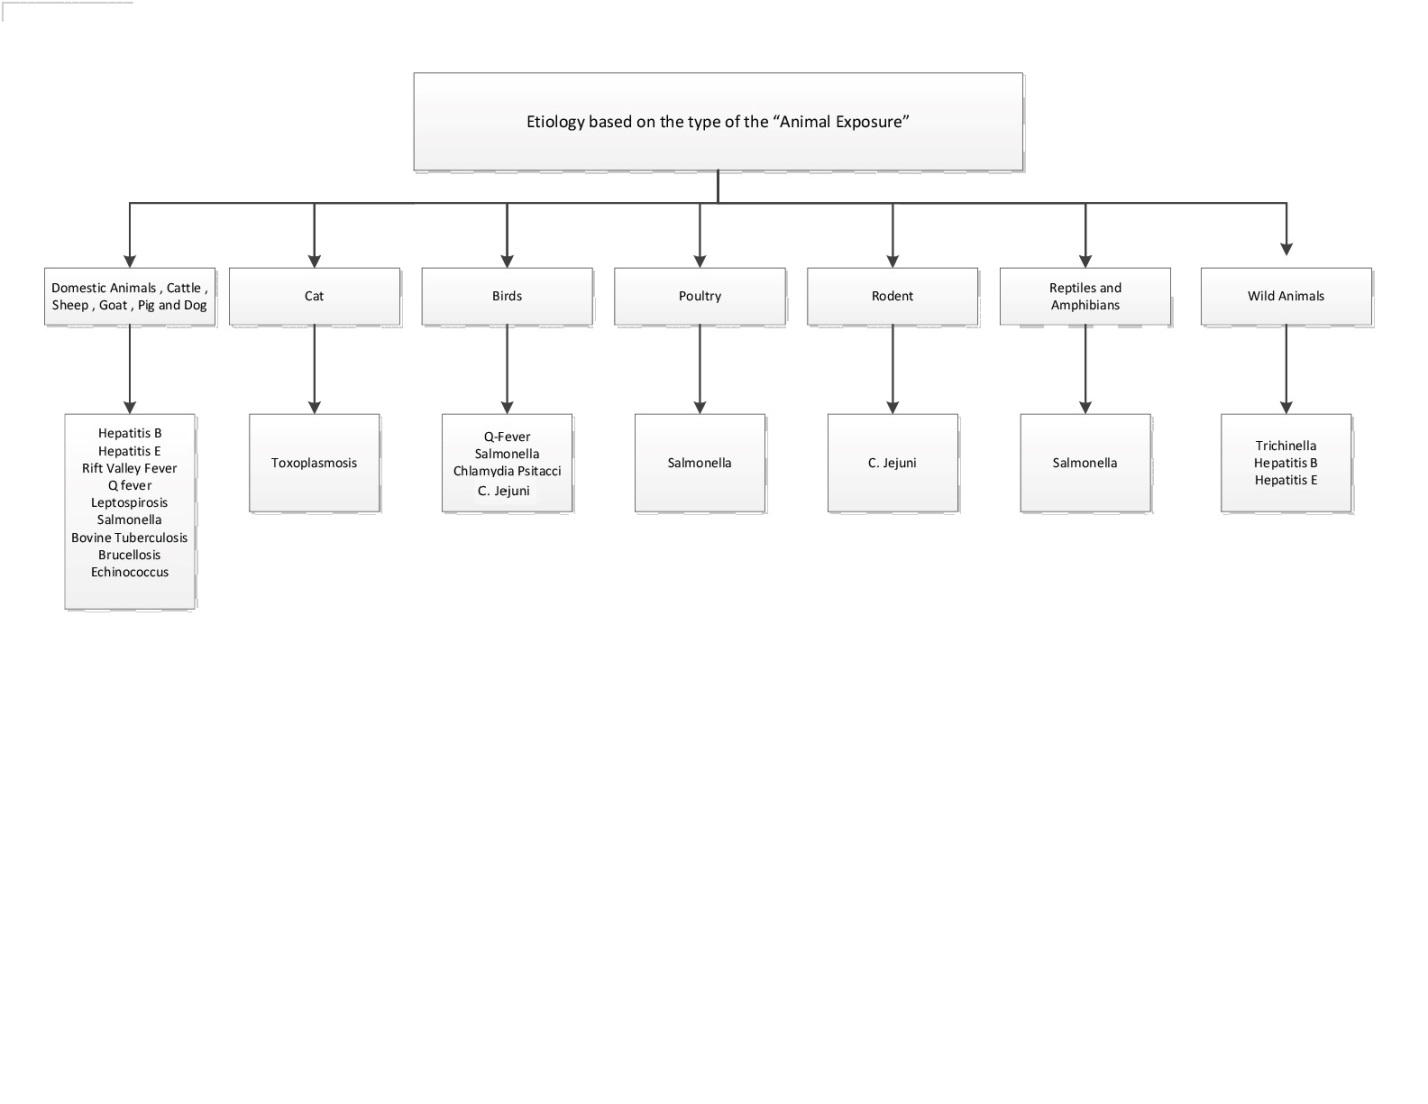 Etiology based on the type of the “Animal Exposure”
Domestic Animals , Cattle ,
Sheep , Goat , Pig and Dog
Cat
Birds
Poultry
Rodent
Reptiles and
Amphibians
Wild Animals
Hepatitis B
Hepatitis E
Rift Valley Fever
Q fever
Leptospirosis
Salmonella
Bovine Tuberculosis
Brucellosis
Echinococcus
Toxoplasmosis
Q-Fever
Salmonella
Chlamydia Psitacci
C. Jejuni
Salmonella
C. Jejuni
Salmonella
Trichinella
Hepatitis B
Hepatitis E